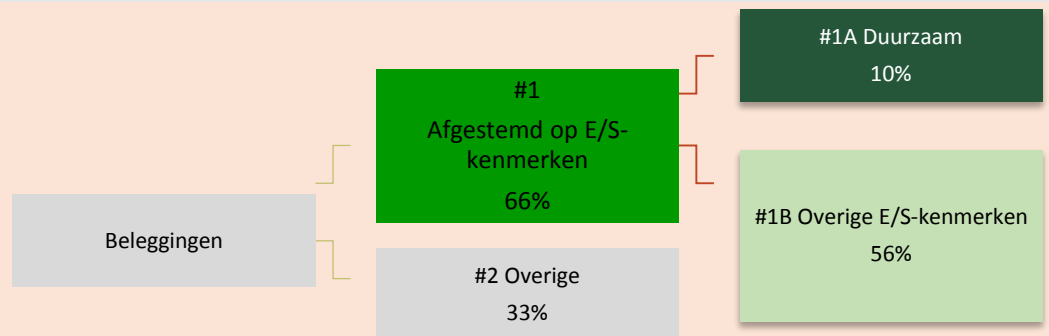 Beleggingen
#1
Afgestemd op E/S-
kenmerken
66%
#2 Overige
33%
#1A Duurzaam
10%
#1B Overige E/S-kenmerken
56%